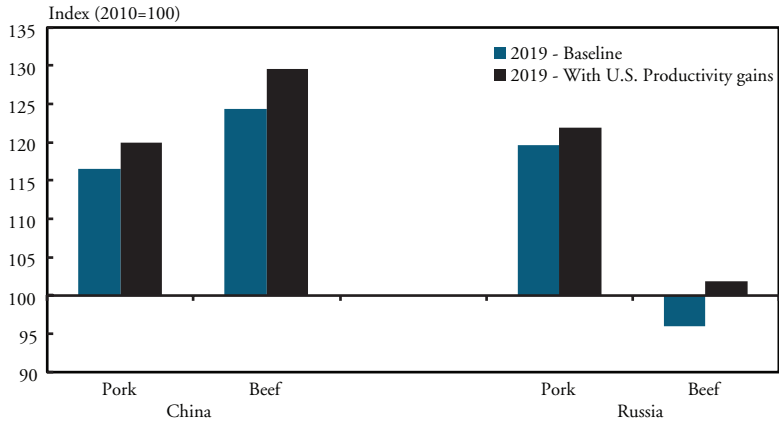 Index (2010=100)
135
130
125
120
115
110
105
100
95
90
2019 - Baseline
2019 - With U.S. Productivity gains
Pork Beef Pork Beef
China Russia